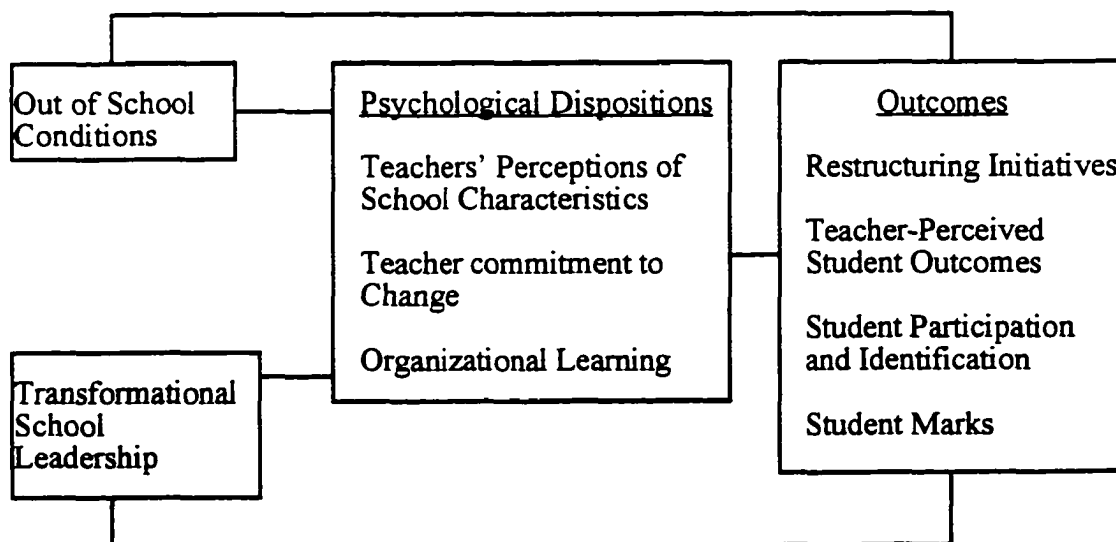 Out of School
Conditions
Transformational
School
Leadership
Psychological Dispositions
Teachers' Perceptions of
School Characteristics
Teacher commitment to
Change
Organizational Learning
Outcomes
Restructuring Initiatives
Teacher-Perceived
Student Outcomes
Student Participation
and Identification
Student Marks